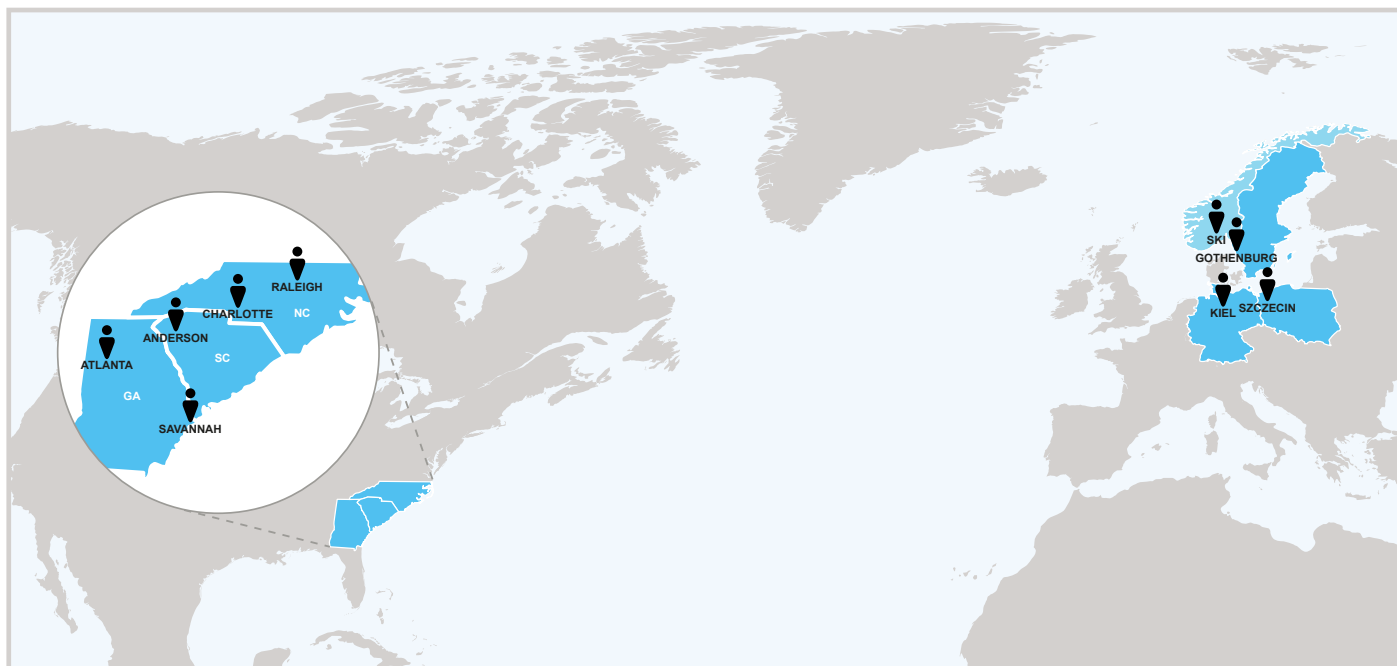 RALEIGH
CHARLOTTE
NC
ANDERSON
ATLANTA
SC
GA
SAVANNAH
SKI
GOTHENBURG
KIEL
SZCZECIN